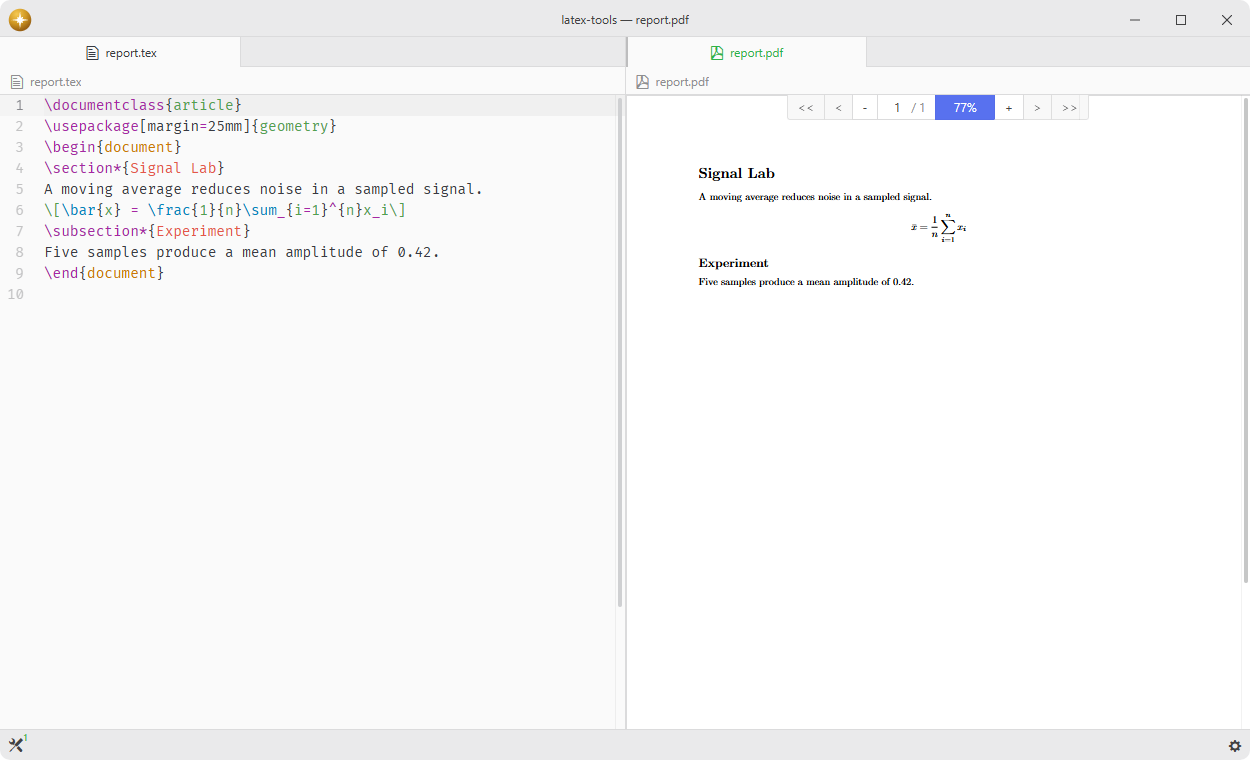 latex-tools — report.pdf
report.tex
report.pdf
report.tex
report.pdf
1 \documentclass{article}
2 \usepackage[margin=25mm]{geometry}
3 \begin{document}
4 \section*{Signal Lab}
5 A moving average reduces noise in a sampled signal.
6 \[\bar{x} = \frac{1}{n}\sum_{i=1}^{n}x_i\]
7 \subsection*{Experiment}
8 Five samples produce a mean amplitude of 0.42.
9 \end{document}
10
<< < - 1 / 1 77% + > >>
Signal Lab
A moving average reduces noise in a sampled signal.
x̄ = 1/n ∑_{i=1}^{n} x_i
Experiment
Five samples produce a mean amplitude of 0.42.
1